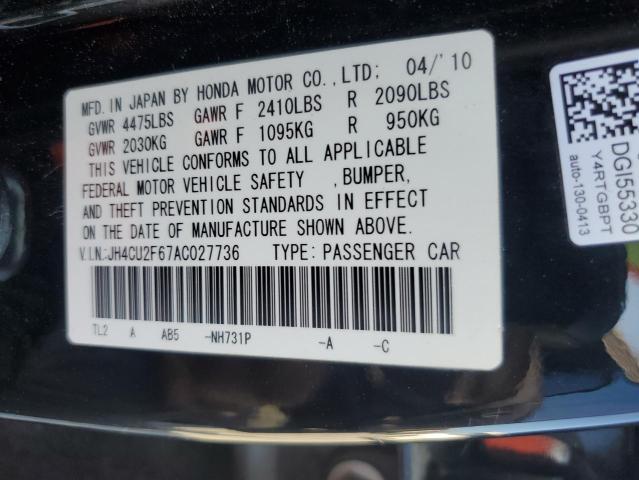 MFD. IN JAPAN BY HONDA MOTOR CO., LTD: 04/'10
GVWR 4475LBS GAWR F 2410LBS R 2090LBS
GVWR 2030KG GAWR F 1095KG R 950KG
THIS VEHICLE CONFORMS TO ALL APPLICABLE
FEDERAL MOTOR VEHICLE SAFETY ,BUMPER,
AND THEFT PREVENTION STANDARDS IN EFFECT
ON THE DATE OF MANUFACTURE SHOWN ABOVE.
V.I.N.:JH4CU2F67AC027736 TYPE: PASSENGER CAR
TL2 A AB5 -NH731P -A -C
DGI55330
Y4RTGBPT
auto-130-0413